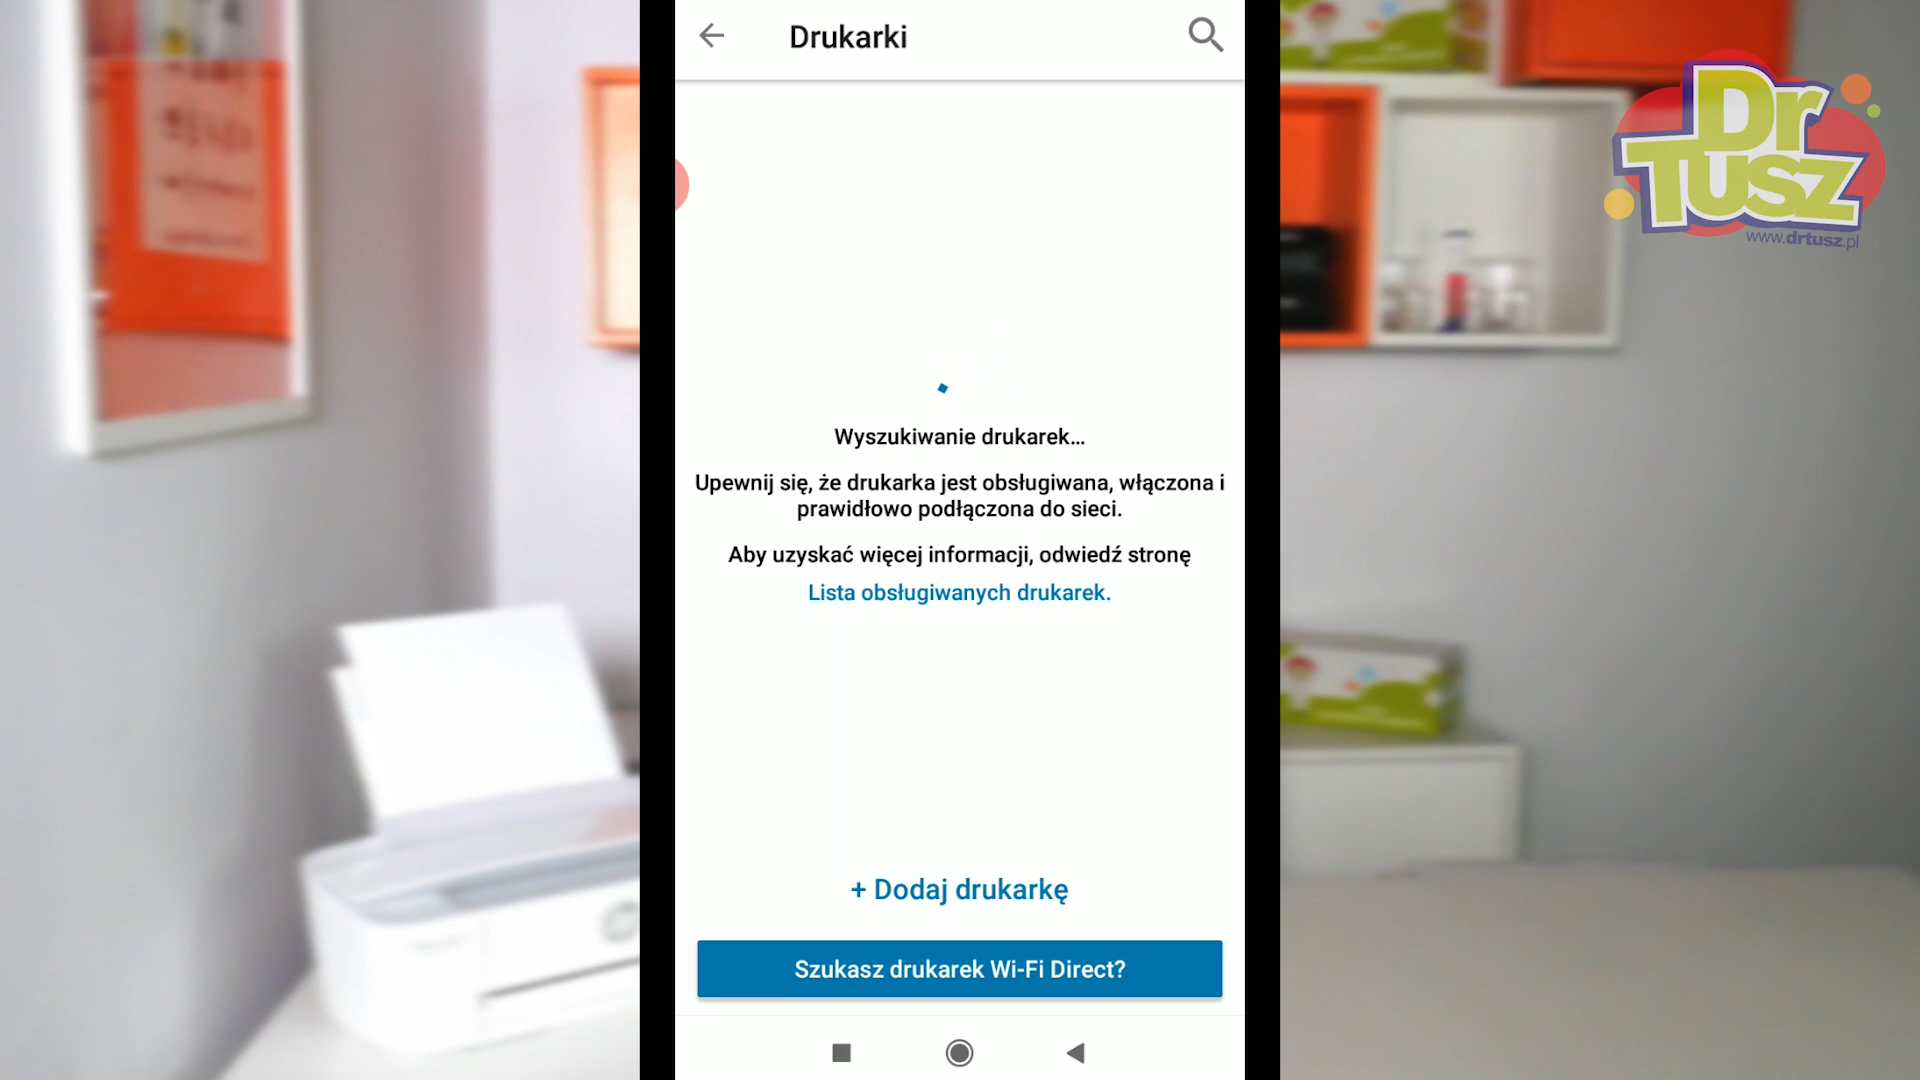 Drukarki
Dr
Tusz
www.drtusz.pl
Wyszukiwanie drukarek...
Upewnij się, że drukarka jest obsługiwana, włączona i
prawidłowo podłączona do sieci.
Aby uzyskać więcej informacji, odwiedź stronę
Lista obsługiwanych drukarek.
+ Dodaj drukarkę
Szukasz drukarek Wi-Fi Direct?